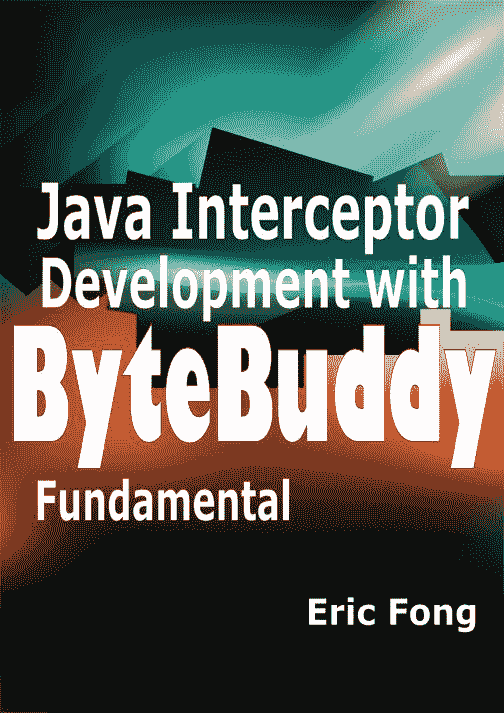 Java Interceptor
Development with
ByteBuddy
Fundamental
Eric Fong